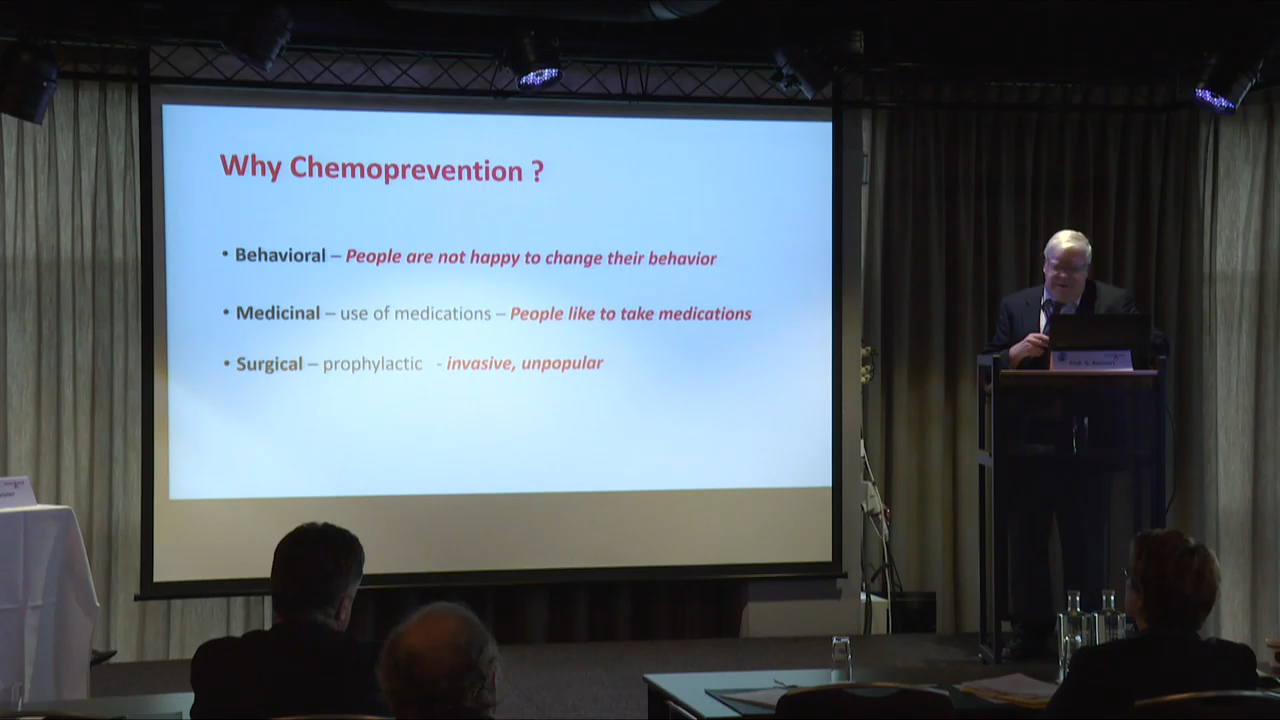 Why Chemoprevention ?
• Behavioral – People are not happy to change their behavior
• Medicinal – use of medications – People like to take medications
• Surgical – prophylactic - invasive, unpopular
Prof. G.